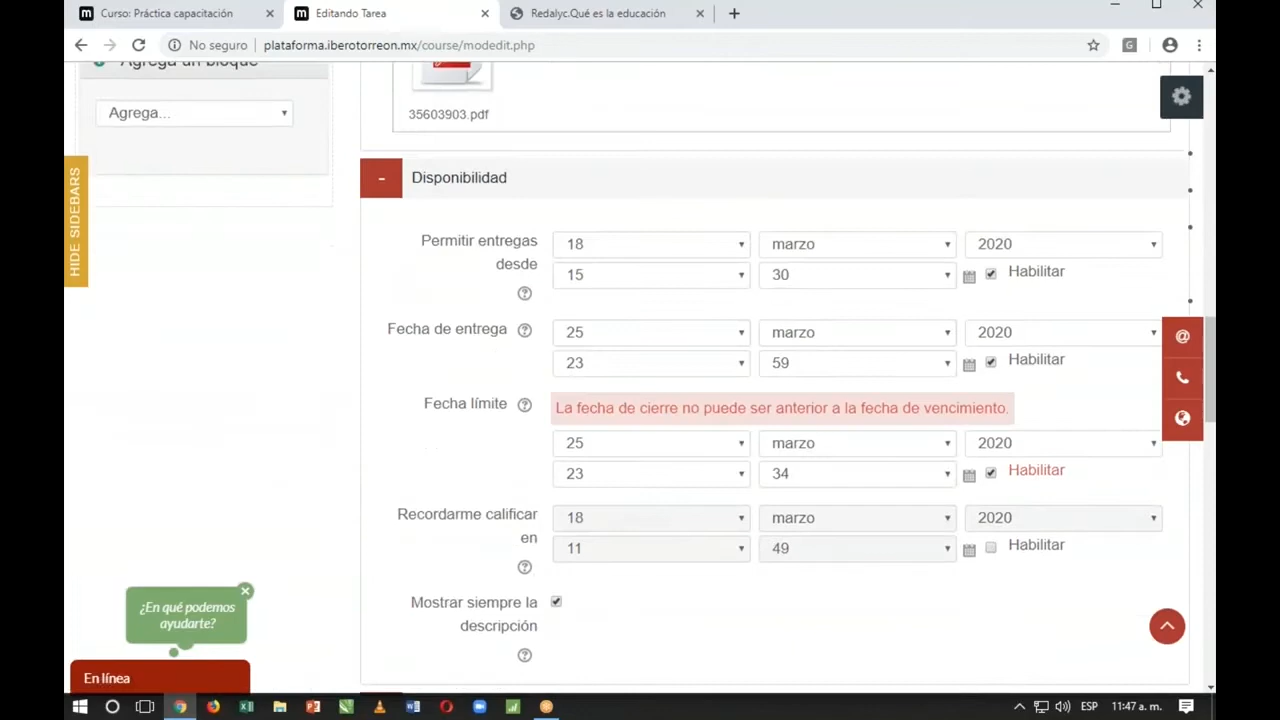 Curso: Práctica capacitación
Editando Tarea
Redalyc.Qué es la educación
No seguro
plataforma.iberotorreon.mx/course/modedit.php
Agrega un bloque
Agrega...
HIDE SIDEBARS
35603903.pdf
- Disponibilidad
Permitir entregas desde
18 marzo 2020
15 30 Habilitar
Fecha de entrega
25 marzo 2020
23 59 Habilitar
Fecha límite
La fecha de cierre no puede ser anterior a la fecha de vencimiento.
25 marzo 2020
23 34 Habilitar
Recordarme calificar en
18 marzo 2020
11 49 Habilitar
Mostrar siempre la descripción
¿En qué podemos
ayudarte?
En línea
ESP 11:47 a. m.